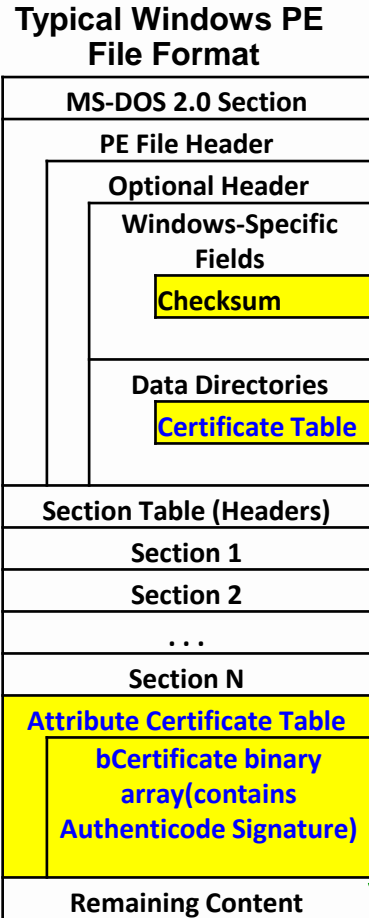 Typical Windows PE
File Format
MS-DOS 2.0 Section
PE File Header
Optional Header
Windows-Specific
Fields
Checksum
Data Directories
Certificate Table
Section Table (Headers)
Section 1
Section 2
. . .
Section N
Attribute Certificate Table
bCertificate binary
array(contains
Authenticode Signature)
Remaining Content